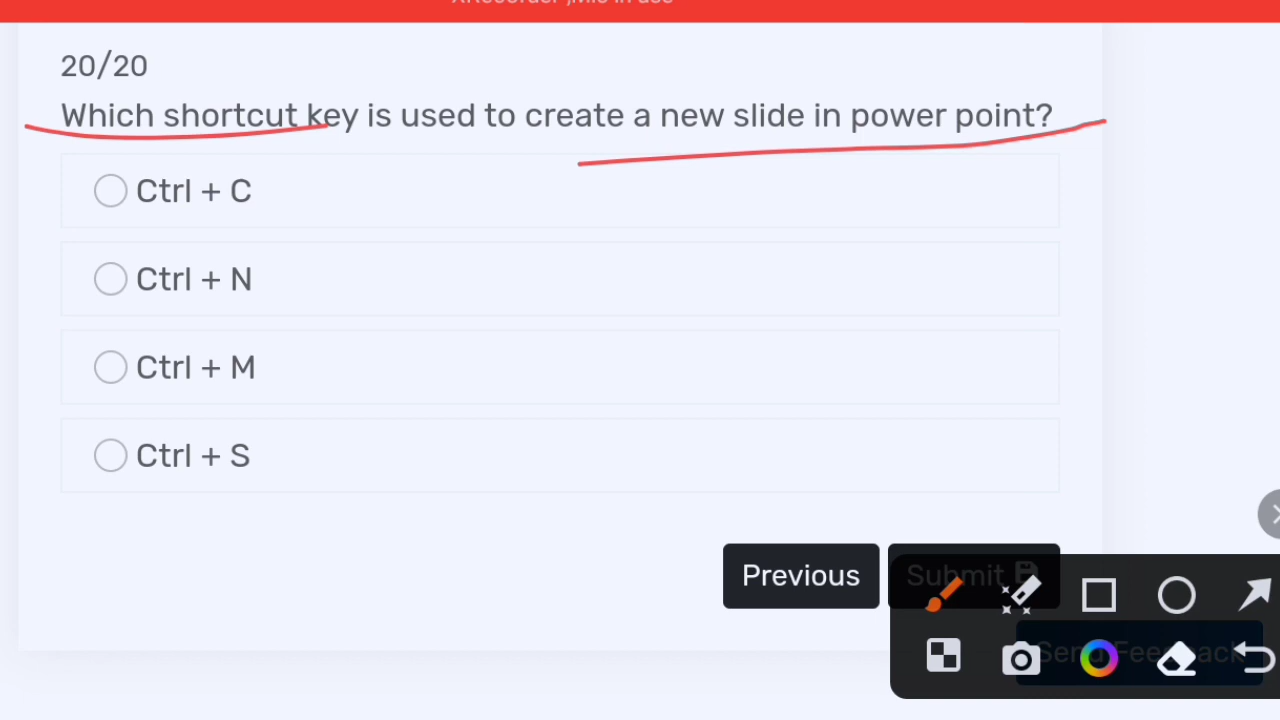 20/20
Which shortcut key is used to create a new slide in power point?
Ctrl + C
Ctrl + N
Ctrl + M
Ctrl + S
Previous
Submit